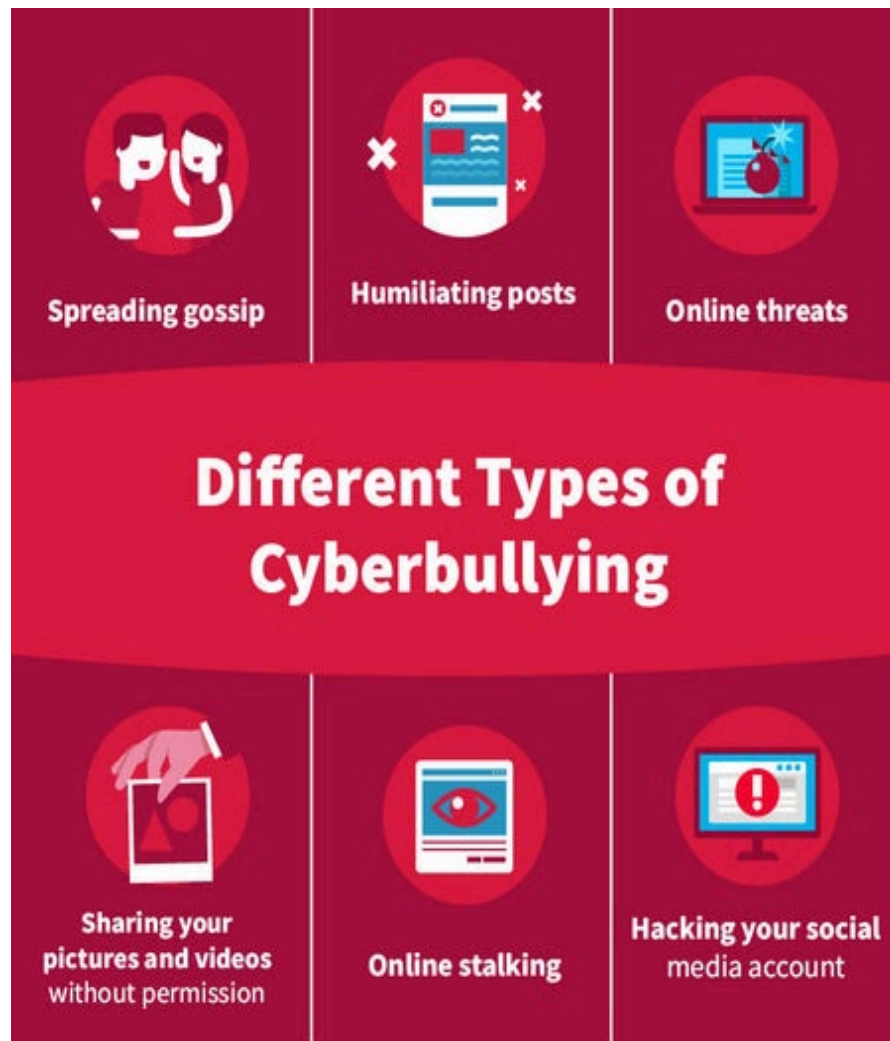 Spreading gossip
Humiliating posts
Online threats
Different Types of
Cyberbullying
Sharing your
pictures and videos
without permission
Online stalking
Hacking your social
media account